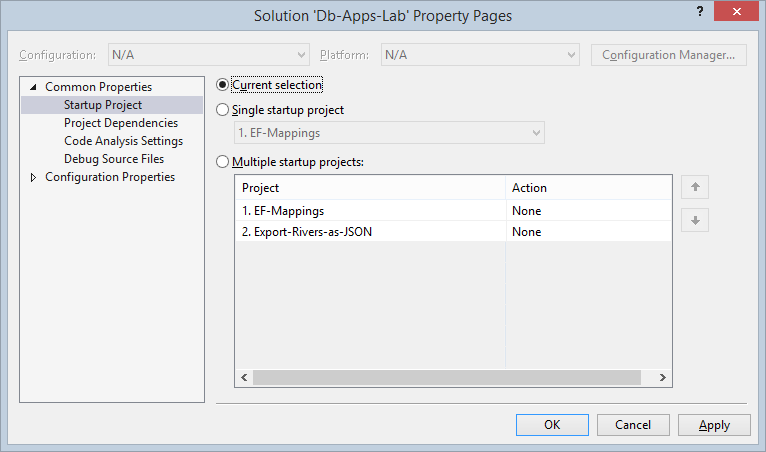 Solution 'Db-Apps-Lab' Property Pages
?
Configuration: N/A Platform: N/A Configuration Manager...
Common Properties
Startup Project
Project Dependencies
Code Analysis Settings
Debug Source Files
Configuration Properties
Current selection
Single startup project
1. EF-Mappings
Multiple startup projects:
Project Action
1. EF-Mappings None
2. Export-Rivers-as-JSON None
OK Cancel Apply